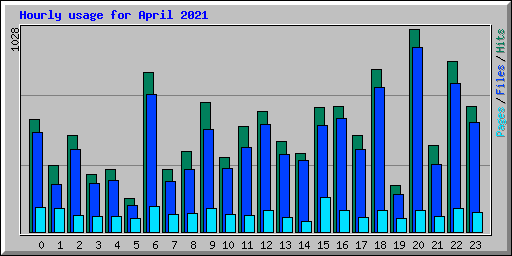 Hourly usage for April 2021
1028
Pages/Files/Hits
0 1 2 3 4 5 6 7 8 9 10 11 12 13 14 15 16 17 18 19 20 21 22 23